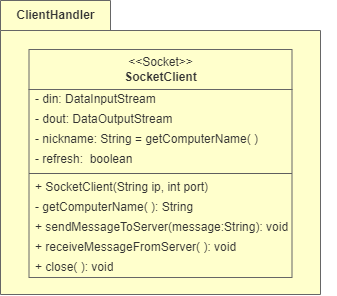 ClientHandler
<<Socket>>
SocketClient
- din: DataInputStream
- dout: DataOutputStream
- nickname: String = getComputerName( )
- refresh:  boolean
+ SocketClient(String ip, int port)
- getComputerName( ): String
+ sendMessageToServer(message:String): void
+ receiveMessageFromServer( ): void
+ close( ): void